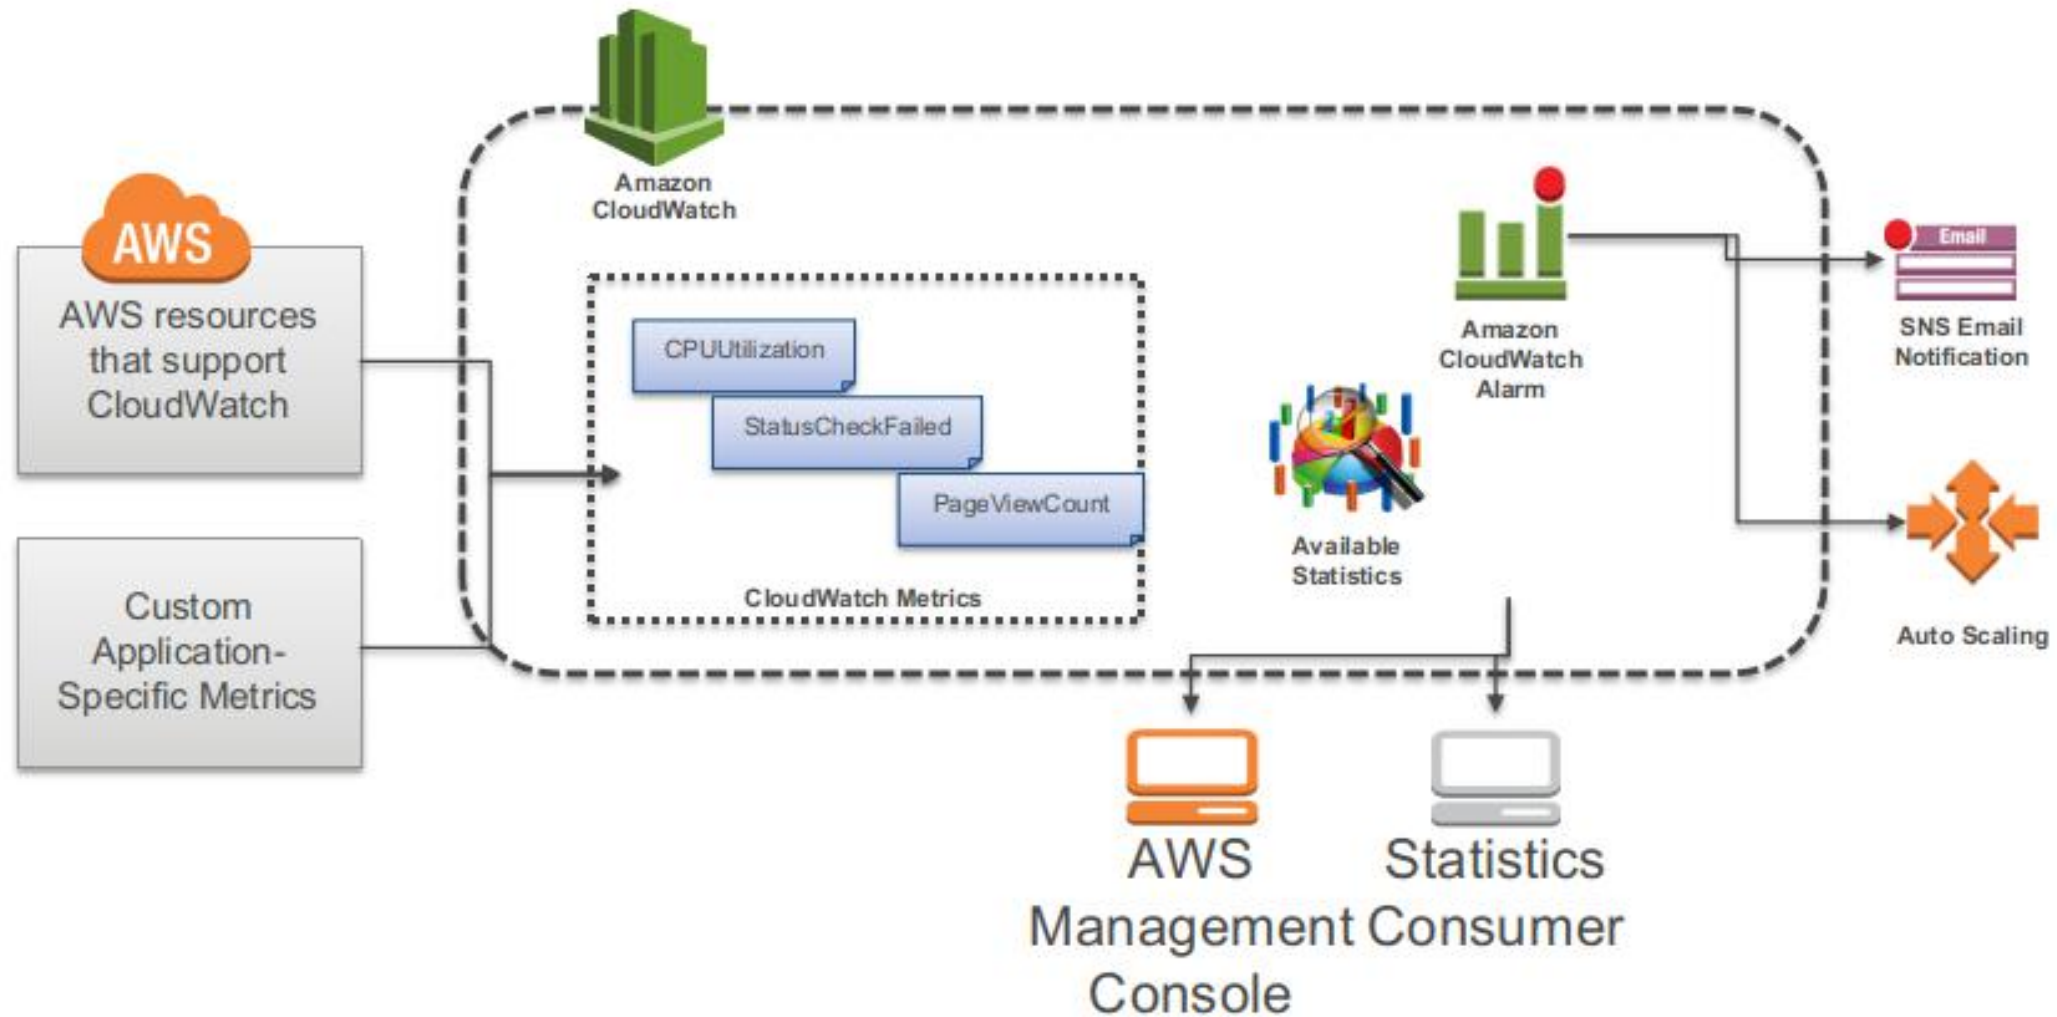 Amazon
CloudWatch
AWS
AWS resources
that support
CloudWatch
Custom
Application-
Specific Metrics
CPUUtilization
StatusCheckFailed
PageViewCount
CloudWatch Metrics
Available
Statistics
Amazon
CloudWatch
Alarm
Email
SNS Email
Notification
Auto Scaling
AWS
Management
Console
Statistics
Consumer